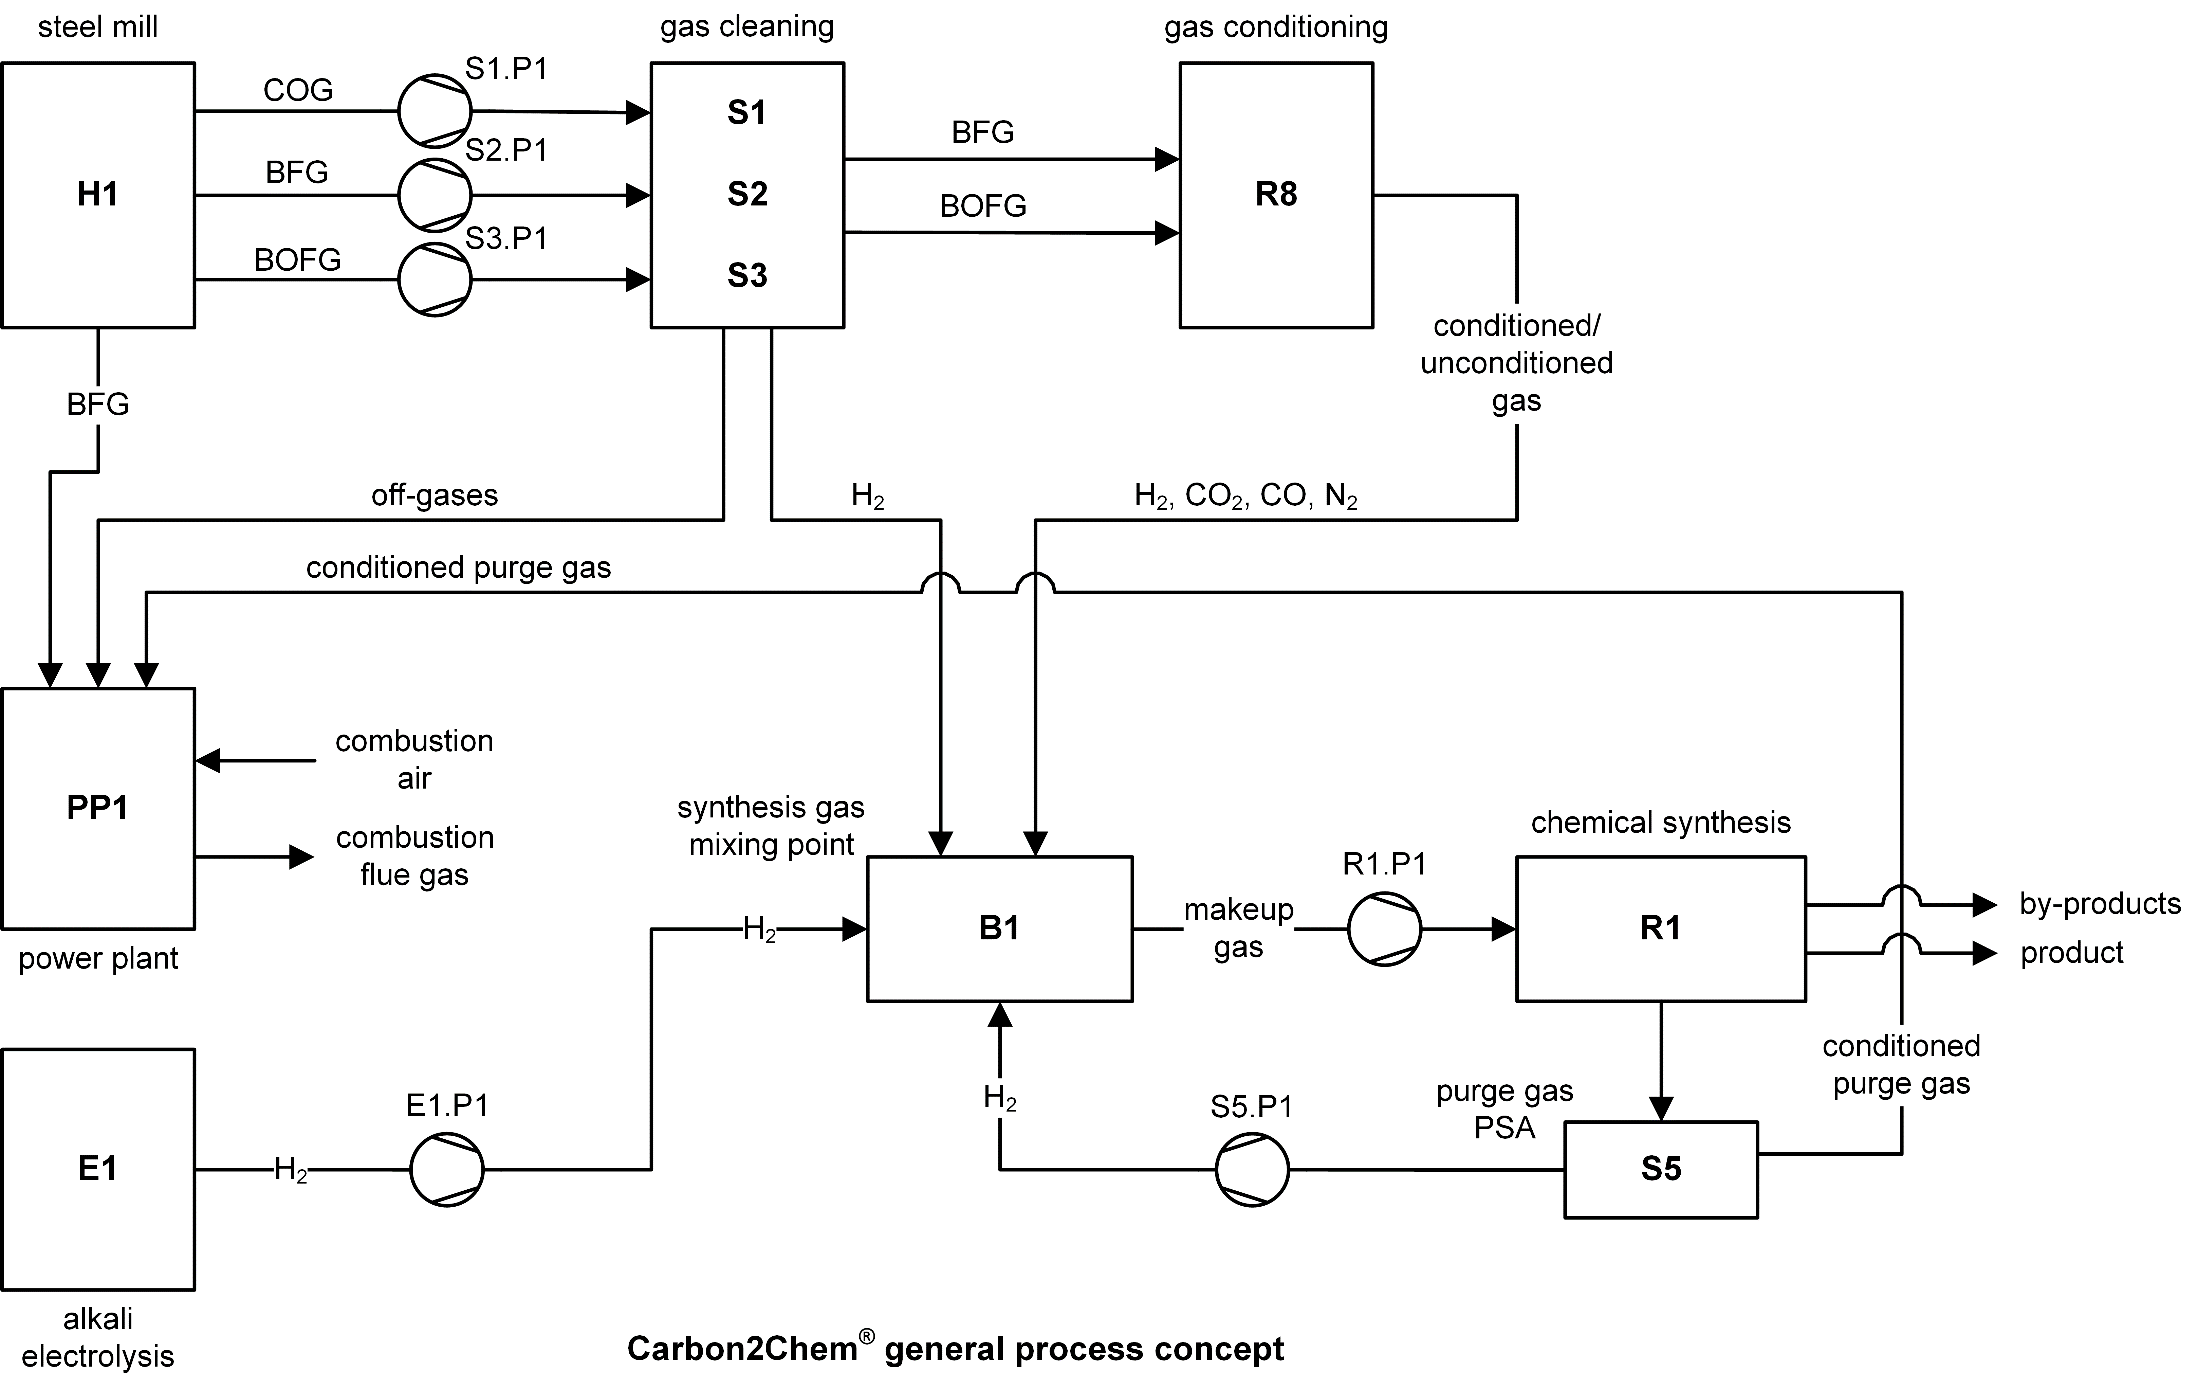 steel mill
gas cleaning
gas conditioning
COG
S1.P1
BFG
S2.P1
BOFG
S3.P1
H1
S1
S2
S3
BFG
BOFG
R8
BFG
conditioned/
unconditioned
gas
off-gases
H₂
H₂, CO₂, CO, N₂
conditioned purge gas
combustion
air
PP1
combustion
flue gas
power plant
synthesis gas
mixing point
chemical synthesis
H₂
B1
makeup
gas
R1.P1
R1
by-products
product
conditioned
purge gas
E1
H₂
E1.P1
H₂
S5.P1
purge gas
PSA
S5
alkali
electrolysis
Carbon2Chem® general process concept